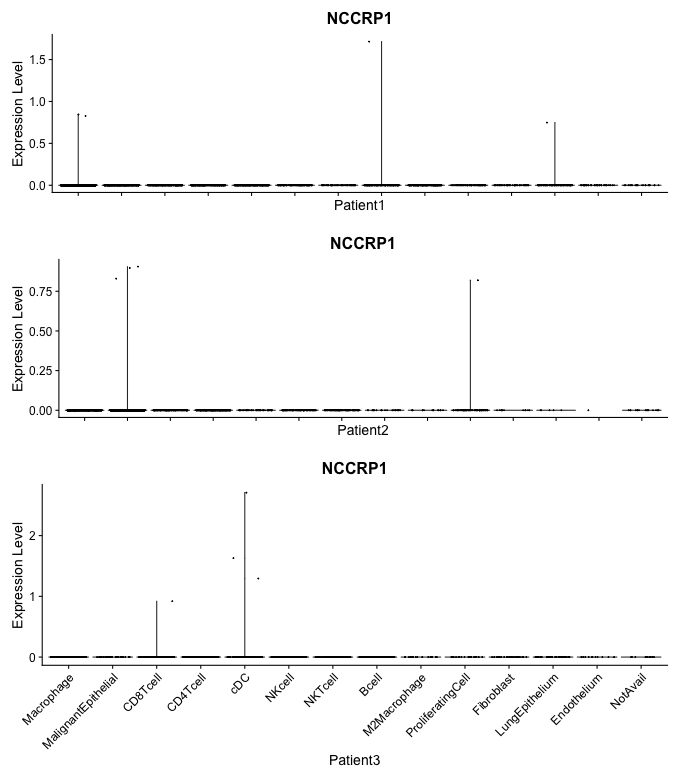 NCCRP1
Expression Level
1.5
1.0
0.5
0.0
Patient1
NCCRP1
Expression Level
0.75
0.50
0.25
0.00
Patient2
NCCRP1
Expression Level
2
1
0
Macrophage
MalignantEpithelial
CD8Tcell
CD4Tcell
cDC
NKcell
NKTcell
Bcell
M2Macrophage
ProliferatingCell
Fibroblast
LungEpithelium
Endothelium
NotAvail
Patient3